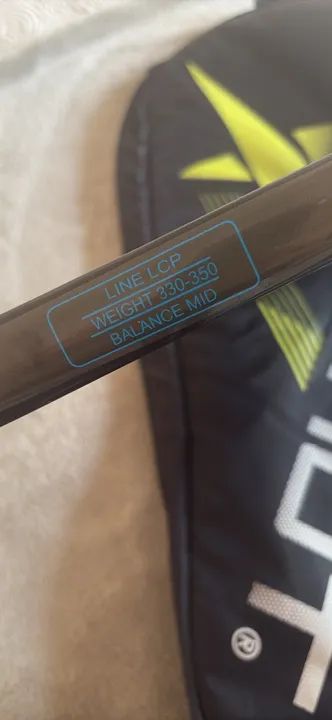 LINE LCP
WEIGHT 330-350
BALANCE MID
®